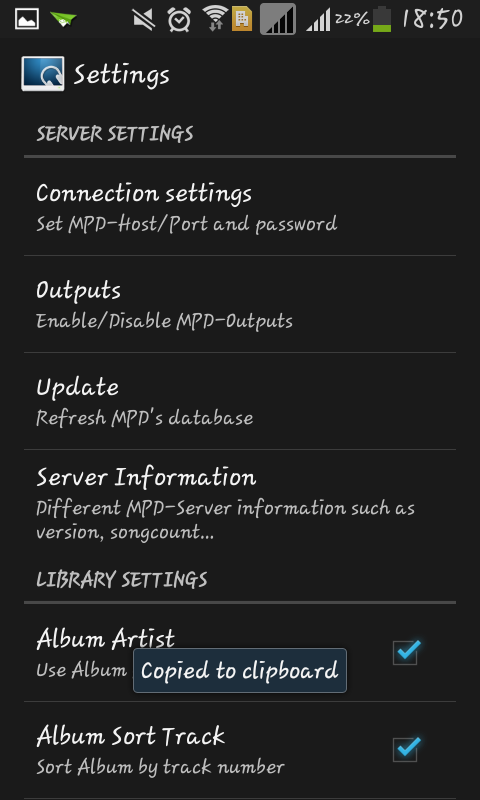 22% 18:50
Settings
SERVER SETTINGS
Connection settings
Set MPD-Host/Port and password
Outputs
Enable/Disable MPD-Outputs
Update
Refresh MPD's database
Server Information
Different MPD-Server information such as
version, songcount...
LIBRARY SETTINGS
Album Artist
Use Album
Copied to clipboard
Album Sort Track
Sort Album by track number